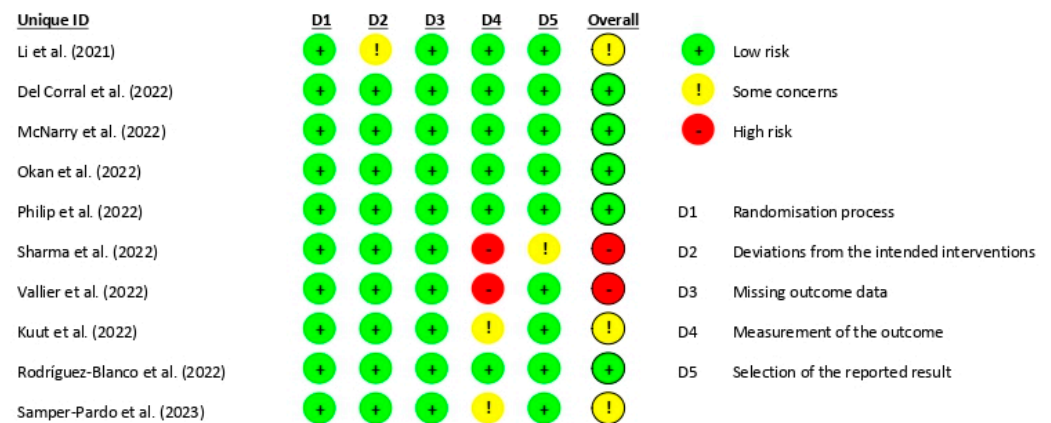 Unique ID D1 D2 D3 D4 D5 Overall
Li et al. (2021) + ! + + + !
Del Corral et al. (2022) + + + + + +
McNarry et al. (2022) + + + + + +
Okan et al. (2022) + + + + + +
Philip et al. (2022) + + + + + +
Sharma et al. (2022) + + + - ! -
Vallier et al. (2022) + + + - + -
Kuut et al. (2022) + + + ! + !
Rodríguez-Blanco et al. (2022) + + + + + +
Samper-Pardo et al. (2023) + + + ! + !
+ Low risk
! Some concerns
- High risk
D1 Randomisation process
D2 Deviations from the intended interventions
D3 Missing outcome data
D4 Measurement of the outcome
D5 Selection of the reported result